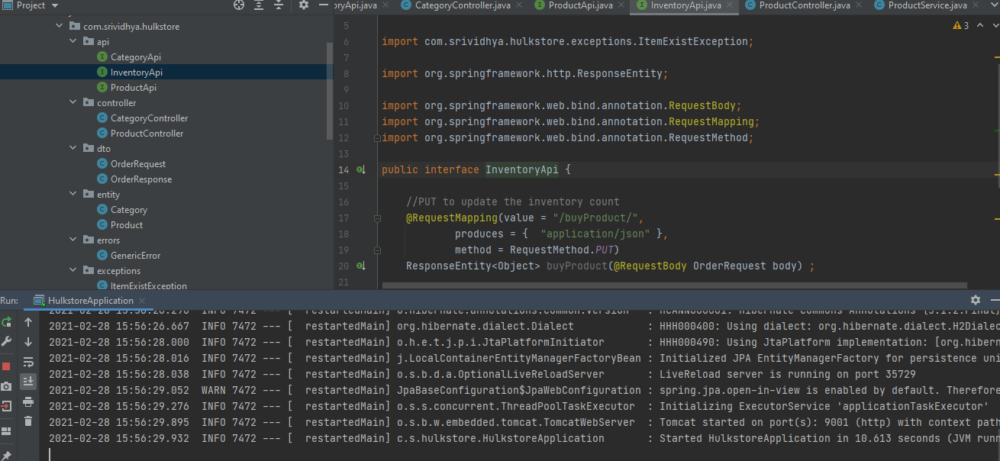 Project
oryApi.java
CategoryController.java
ProductApi.java
InventoryApi.java
ProductController.java
ProductService.java
com.srividhya.hulkstore
api
CategoryApi
InventoryApi
ProductApi
controller
CategoryController
ProductController
dto
OrderRequest
OrderResponse
entity
Category
Product
errors
GenericError
exceptions
ItemExistException
3
5
6 import com.srividhya.hulkstore.exceptions.ItemExistException;
7
8 import org.springframework.http.ResponseEntity;
9
10 import org.springframework.web.bind.annotation.RequestBody;
11 import org.springframework.web.bind.annotation.RequestMapping;
12 import org.springframework.web.bind.annotation.RequestMethod;
13
14 public interface InventoryApi {
15
16 //PUT to update the inventory count
17 @RequestMapping(value = "/buyProduct/",
18 produces = {  "application/json" },
19 method = RequestMethod.PUT)
20 ResponseEntity<Object> buyProduct(@RequestBody OrderRequest body) ;
21
Run: HulkstoreApplication
2021-02-28 15:56:26.667  INFO 7472 --- [  restartedMain] org.hibernate.dialect.Dialect : HHH000400: Using dialect: org.hibernate.dialect.H2Dialec
2021-02-28 15:56:28.000  INFO 7472 --- [  restartedMain] o.h.e.t.j.p.i.JtaPlatformInitiator : HHH000490: Using JtaPlatform implementation: [org.hibern
2021-02-28 15:56:28.016  INFO 7472 --- [  restartedMain] j.LocalContainerEntityManagerFactoryBean : Initialized JPA EntityManagerFactory for persistence uni
2021-02-28 15:56:28.038  INFO 7472 --- [  restartedMain] o.s.b.d.a.OptionalLiveReloadServer : LiveReload server is running on port 35729
2021-02-28 15:56:29.052  WARN 7472 --- [  restartedMain] JpaBaseConfiguration$JpaWebConfiguration : spring.jpa.open-in-view is enabled by default. Therefore
2021-02-28 15:56:29.276  INFO 7472 --- [  restartedMain] o.s.s.concurrent.ThreadPoolTaskExecutor : Initializing ExecutorService 'applicationTaskExecutor'
2021-02-28 15:56:29.895  INFO 7472 --- [  restartedMain] o.s.b.w.embedded.tomcat.TomcatWebServer : Tomcat started on port(s): 9001 (http) with context path
2021-02-28 15:56:29.932  INFO 7472 --- [  restartedMain] c.s.hulkstore.HulkstoreApplication : Started HulkstoreApplication in 10.613 seconds (JVM runn